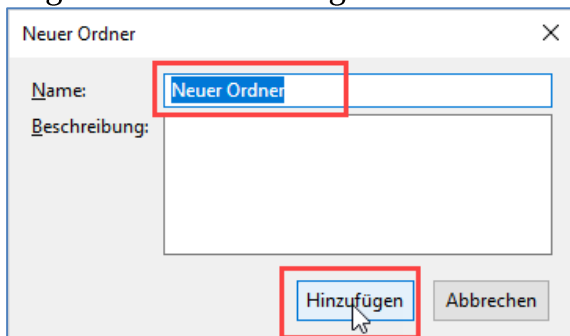 Neuer Ordner
Name:
Neuer Ordner
Beschreibung:
Hinzufügen
Abbrechen